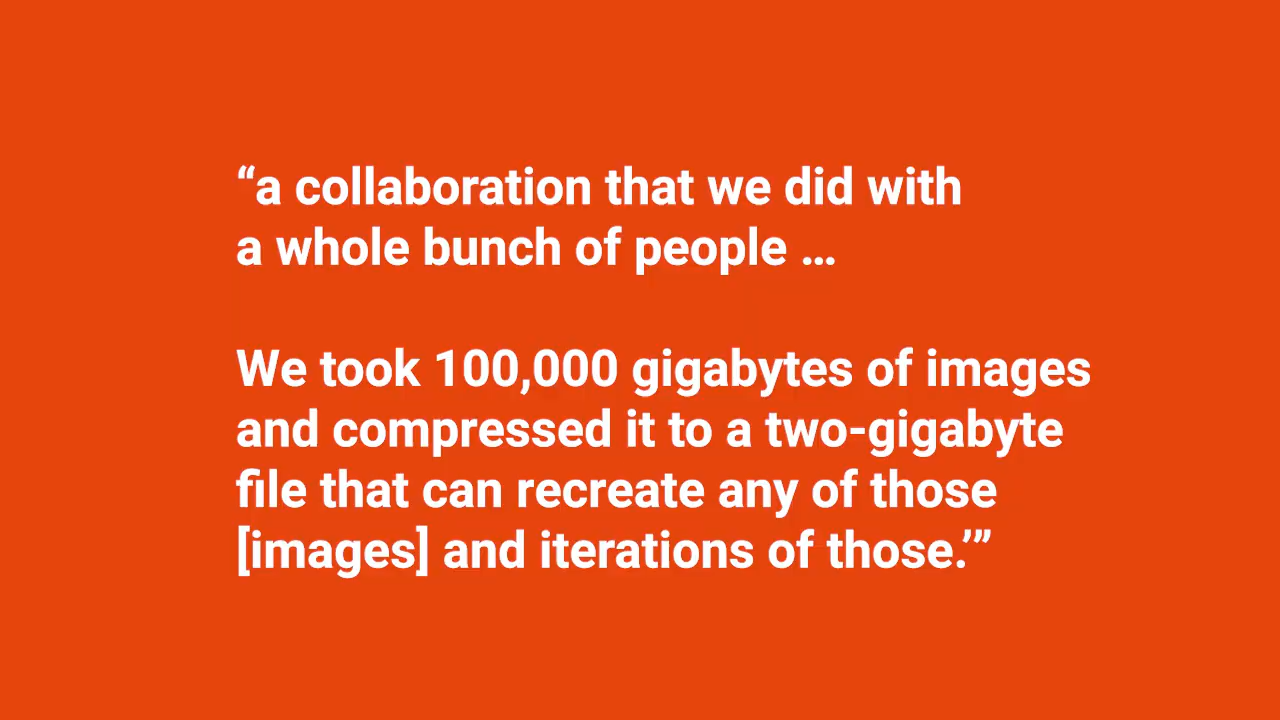 “a collaboration that we did with
a whole bunch of people …
We took 100,000 gigabytes of images
and compressed it to a two-gigabyte
file that can recreate any of those
[images] and iterations of those.’”